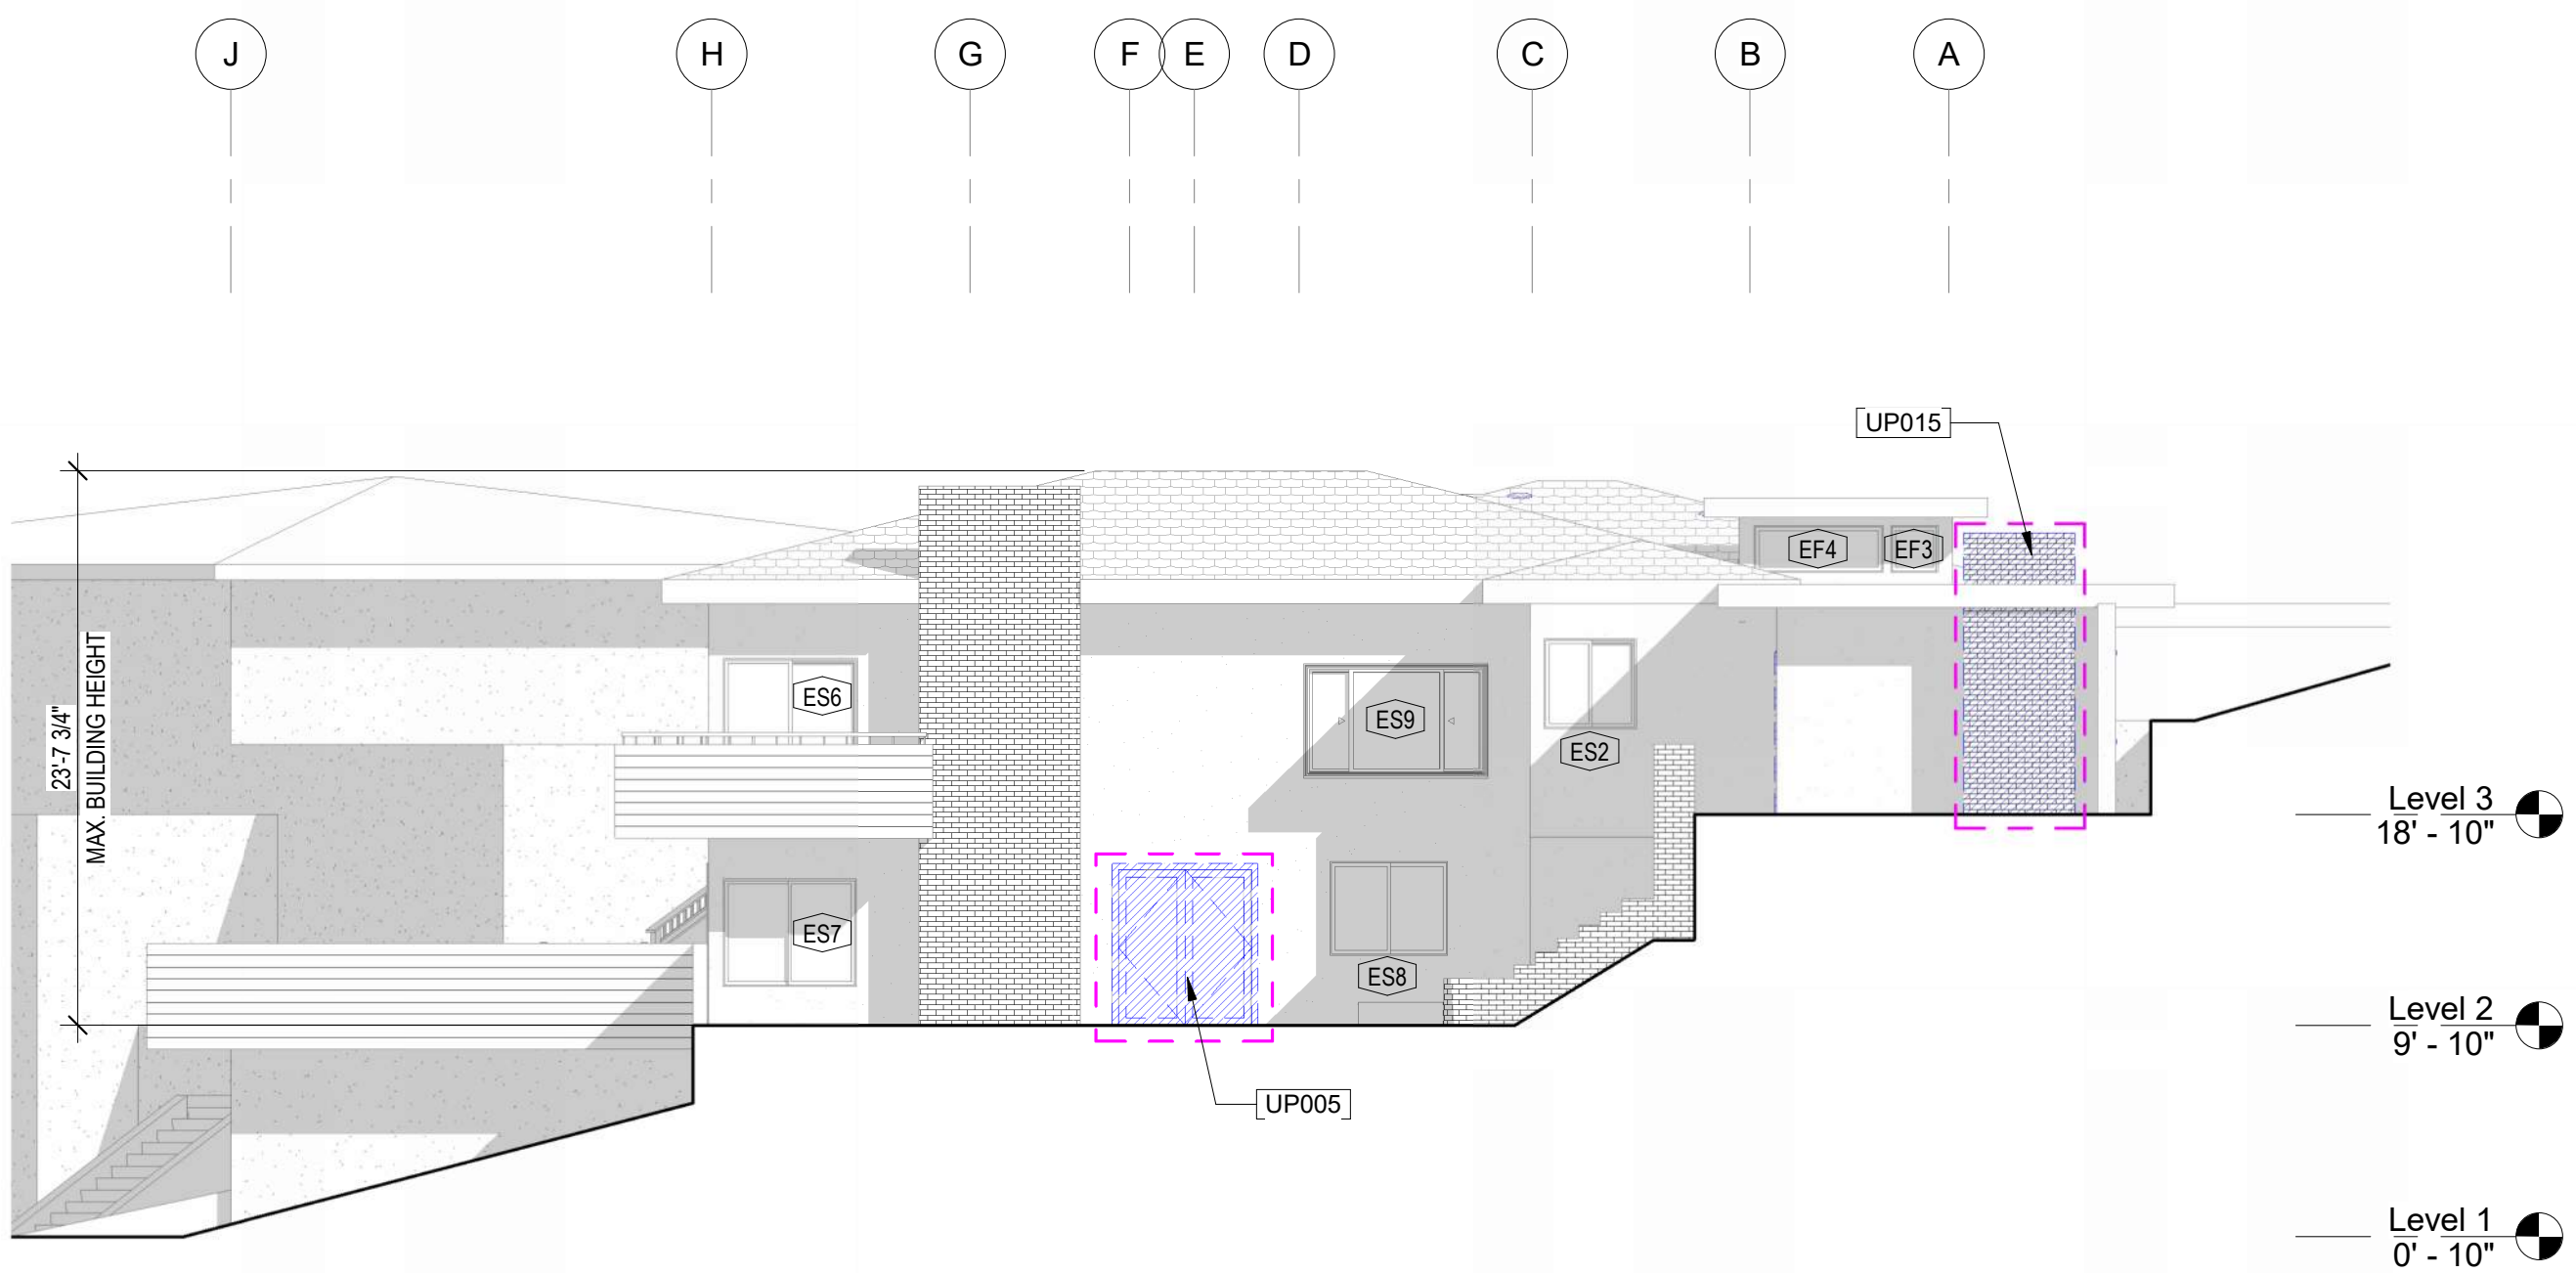 J
H
G
F
E
D
C
B
A
UP015
EF4
EF3
23'-7 3/4"
MAX. BUILDING HEIGHT
ES6
ES9
ES2
Level 3
18' - 10"
ES7
ES8
Level 2
9' - 10"
UP005
Level 1
0' - 10"